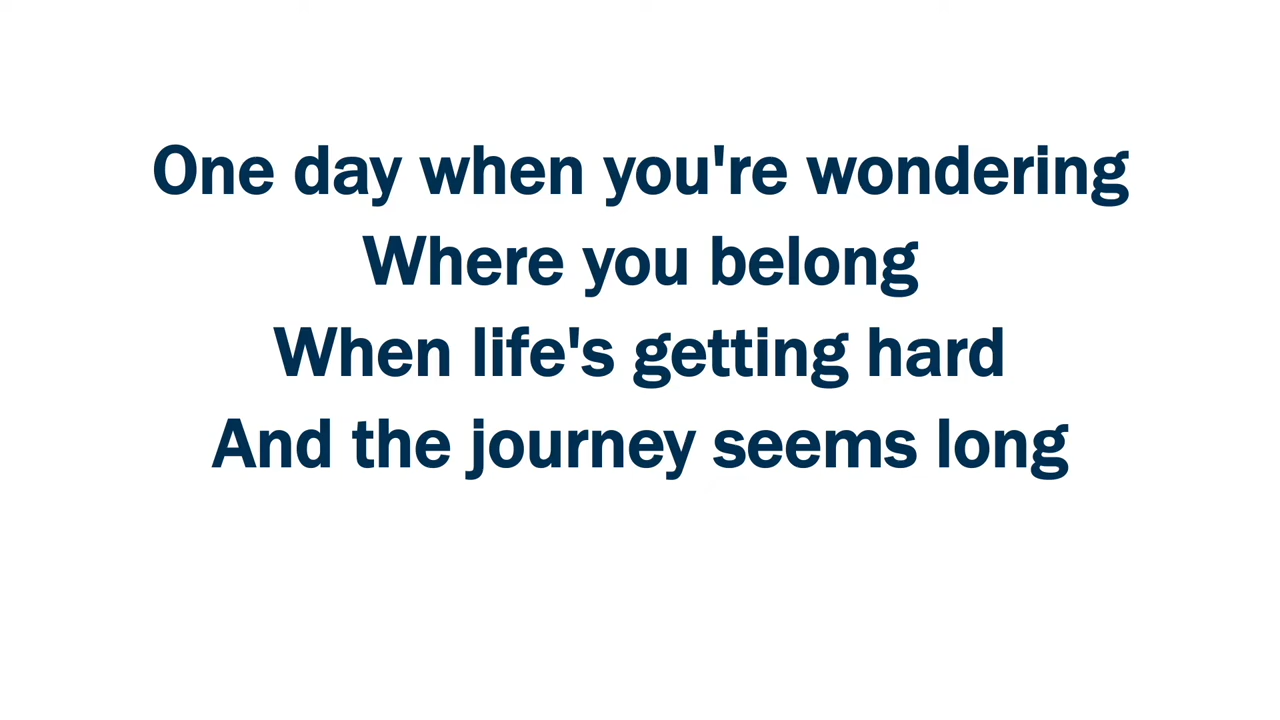 One day when you're wondering
Where you belong
When life's getting hard
And the journey seems long